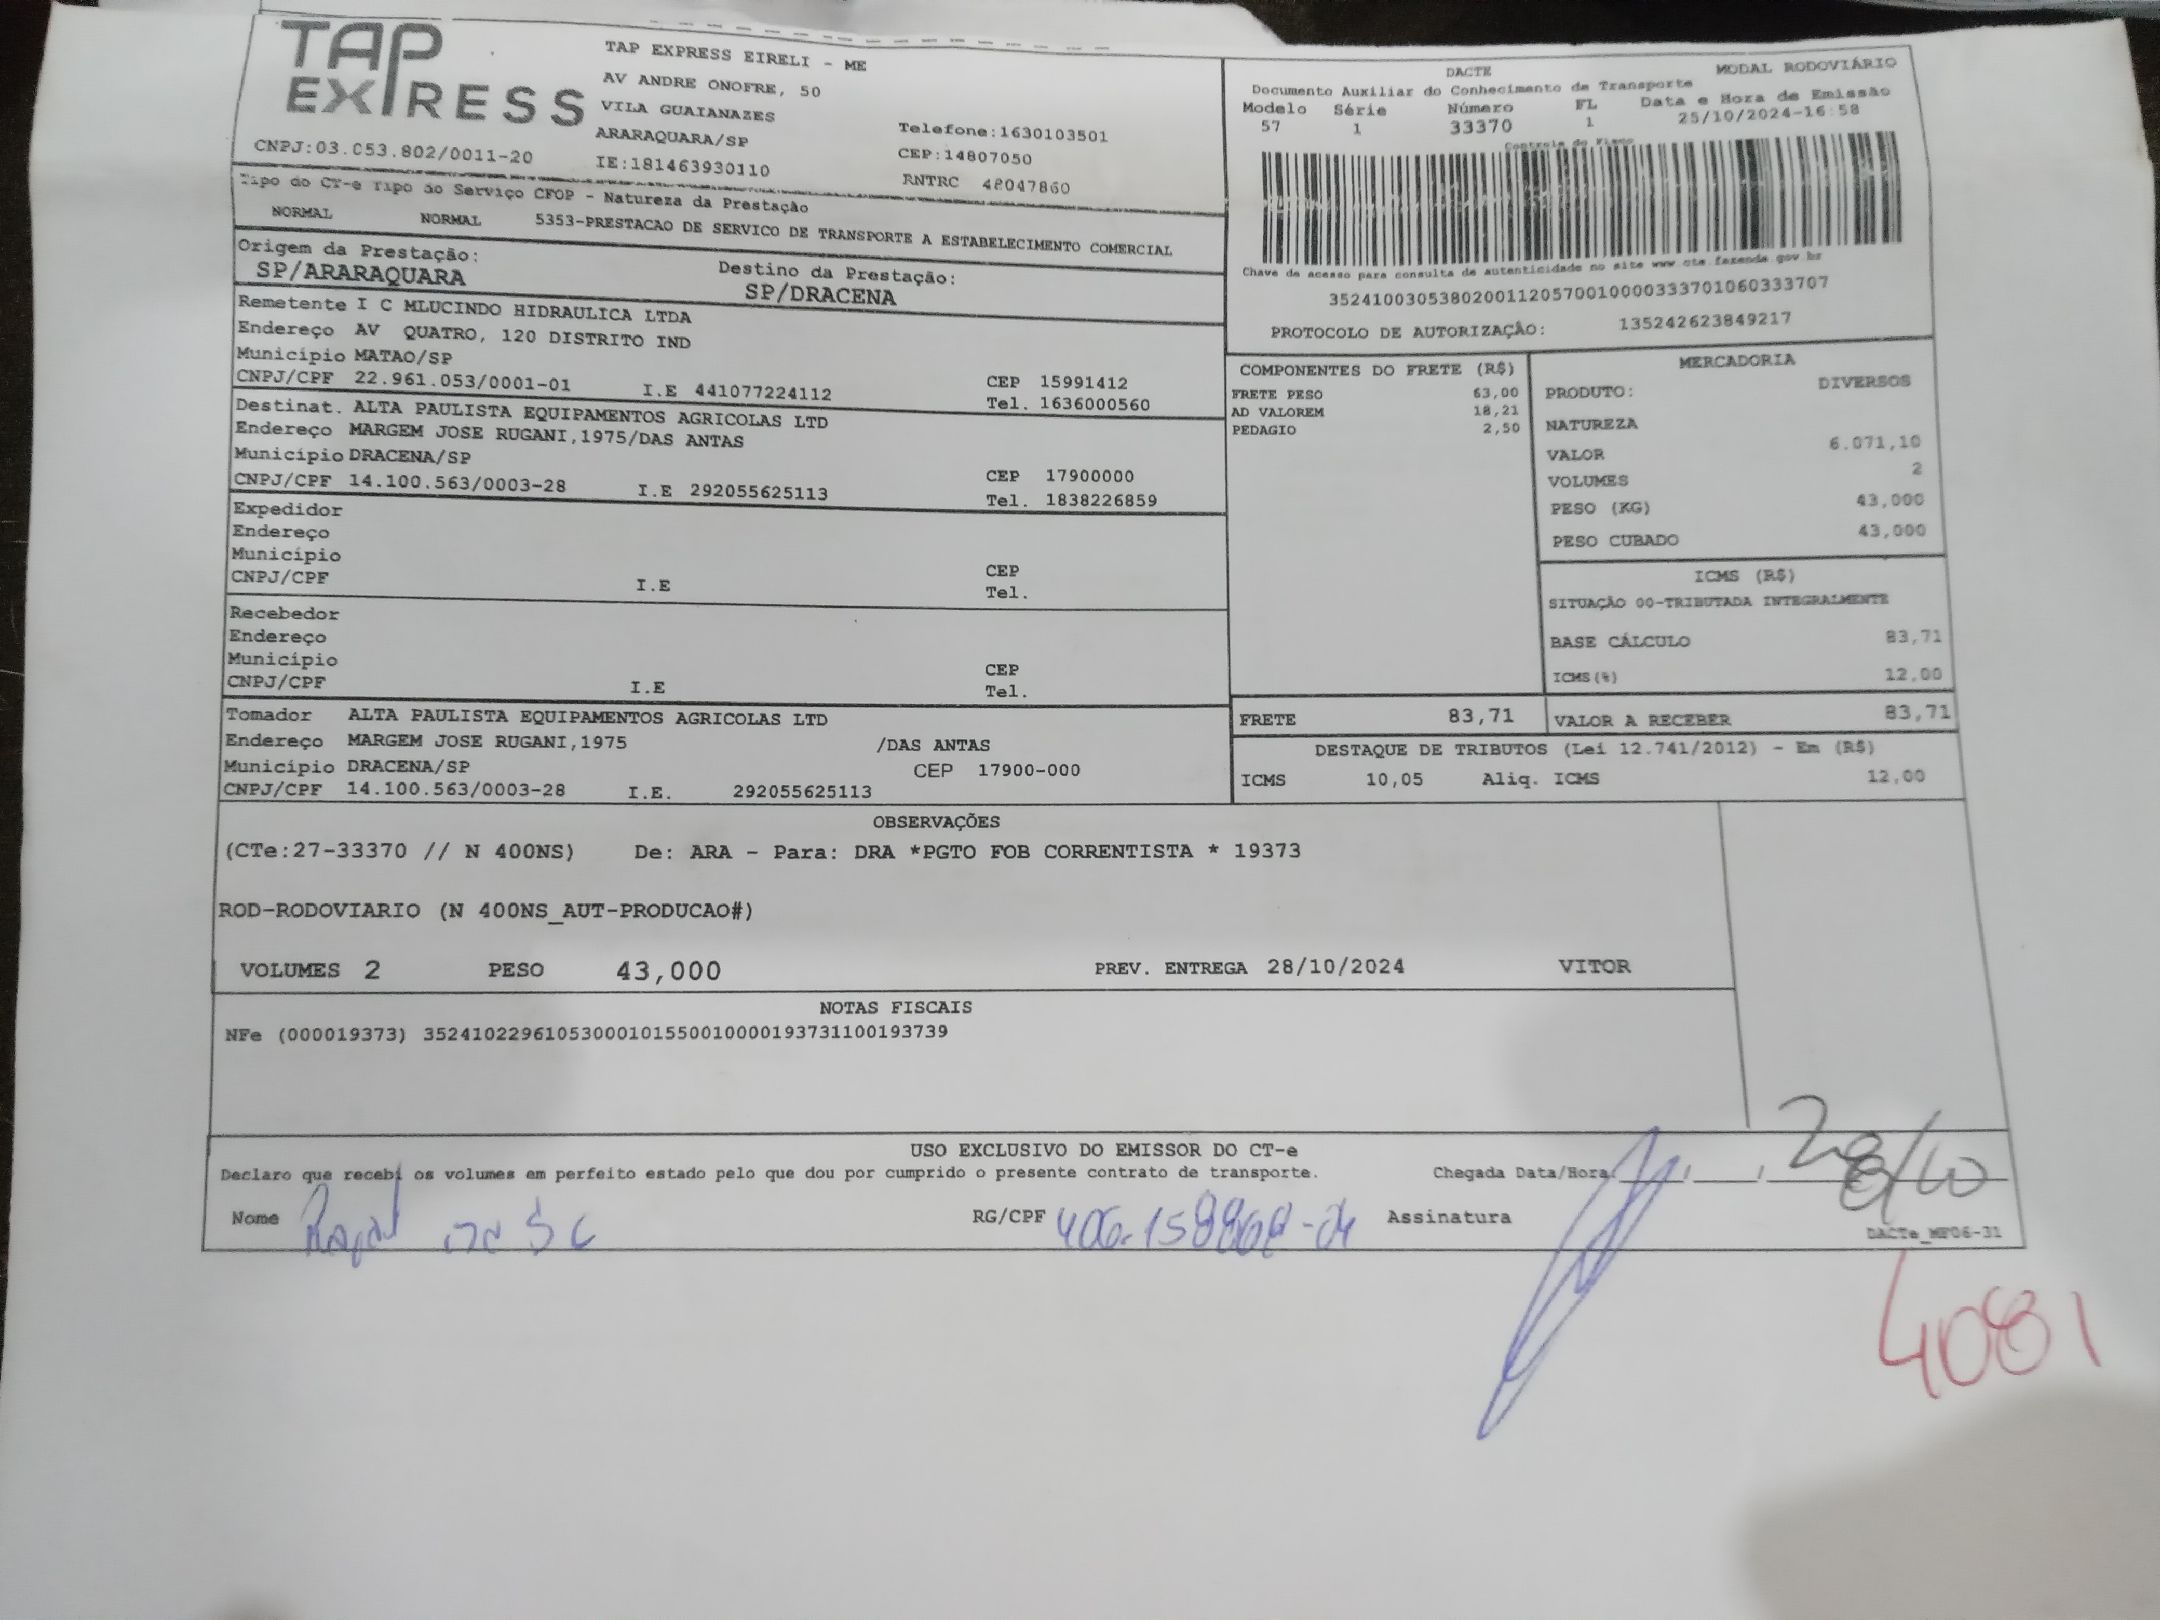 TAP EXPRESS
TAP EXPRESS EIRELI - ME
AV ANDRE ONOFRE, 50
VILA GUAIANAZES
ARARAQUARA/SP
Telefone:1630103501
CNPJ:03.053.802/0011-20
IE:181463930110
CEP:14807050
RNTRC 48047860
DACTE MODAL RODOVIÁRIO
Documento Auxiliar do Conhecimento de Transporte
Modelo Série Número FL Data e Hora de Emissão
57 1 33370 1 25/10/2024-16:58
Controle do Fisco
Chave de acesso para consulta de autenticidade no site www.cte.fazenda.gov.br
35241003053802001120570010000333701060333707
PROTOCOLO DE AUTORIZAÇÃO: 135242623849217
Tipo do CT-e Tipo do Serviço CFOP - Natureza da Prestação
NORMAL NORMAL 5353-PRESTACAO DE SERVICO DE TRANSPORTE A ESTABELECIMENTO COMERCIAL
Origem da Prestação: Destino da Prestação:
SP/ARARAQUARA SP/DRACENA
Remetente I C MLUCINDO HIDRAULICA LTDA
Endereço AV QUATRO, 120 DISTRITO IND
Município MATAO/SP
CEP 15991412
CNPJ/CPF 22.961.053/0001-01 I.E 441077224112 Tel. 1636000560
Destinat. ALTA PAULISTA EQUIPAMENTOS AGRICOLAS LTD
Endereço MARGEM JOSE RUGANI,1975/DAS ANTAS
Município DRACENA/SP CEP 17900000
CNPJ/CPF 14.100.563/0003-28 I.E 292055625113 Tel. 1838226859
Expedidor
Endereço
Município CEP
CNPJ/CPF I.E Tel.
Recebedor
Endereço
Município CEP
CNPJ/CPF I.E Tel.
Tomador ALTA PAULISTA EQUIPAMENTOS AGRICOLAS LTD
Endereço MARGEM JOSE RUGANI,1975 /DAS ANTAS
Município DRACENA/SP CEP 17900-000
CNPJ/CPF 14.100.563/0003-28 I.E. 292055625113
COMPONENTES DO FRETE (R$)
FRETE PESO 63,00
AD VALOREM 18,21
PEDAGIO 2,50
MERCADORIA
PRODUTO: DIVERSOS
NATUREZA
VALOR 6.071,10
VOLUMES 2
PESO (KG) 43,000
PESO CUBADO 43,000
ICMS (R$)
SITUAÇÃO 00-TRIBUTADA INTEGRALMENTE
BASE CÁLCULO 83,71
ICMS(%) 12,00
FRETE 83,71 VALOR A RECEBER 83,71
DESTAQUE DE TRIBUTOS (Lei 12.741/2012) - Em (R$)
ICMS 10,05 Aliq. ICMS 12,00
OBSERVAÇÕES
(CTe:27-33370 // N 400NS) De: ARA - Para: DRA *PGTO FOB CORRENTISTA * 19373
ROD-RODOVIARIO (N 400NS_AUT-PRODUCAO#)
VOLUMES 2 PESO 43,000 PREV. ENTREGA 28/10/2024 VITOR
NOTAS FISCAIS
NFe (000019373) 35241022961053000101550010000193731100193739
USO EXCLUSIVO DO EMISSOR DO CT-e
Declaro que recebi os volumes em perfeito estado pelo que dou por cumprido o presente contrato de transporte. Chegada Data/Hora: / / 28/10
Nome RG/CPF Assinatura
DACTe_MP06-31
4081